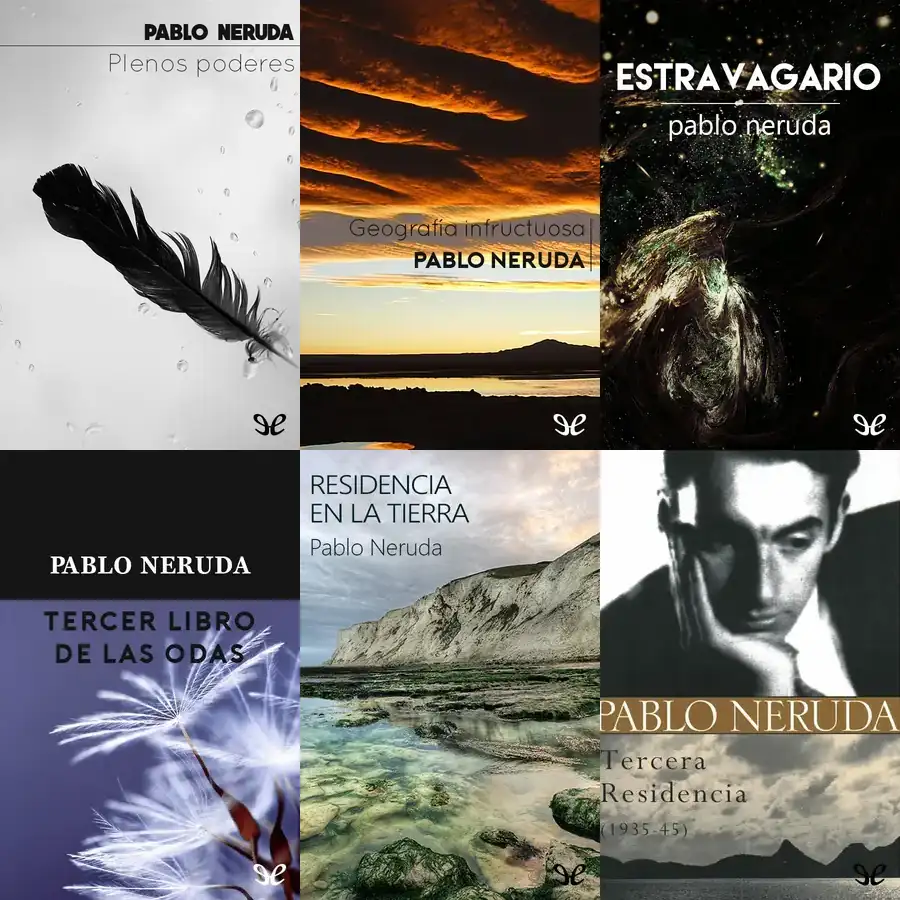 PABLO NERUDA
Plenos poderes
Geografía infructuosa
PABLO NERUDA
ESTRAVAGARIO
pablo neruda
PABLO NERUDA
TERCER LIBRO
DE LAS ODAS
RESIDENCIA
EN LA TIERRA
Pablo Neruda
PABLO NERUDA
Tercera
Residencia
(1935-45)